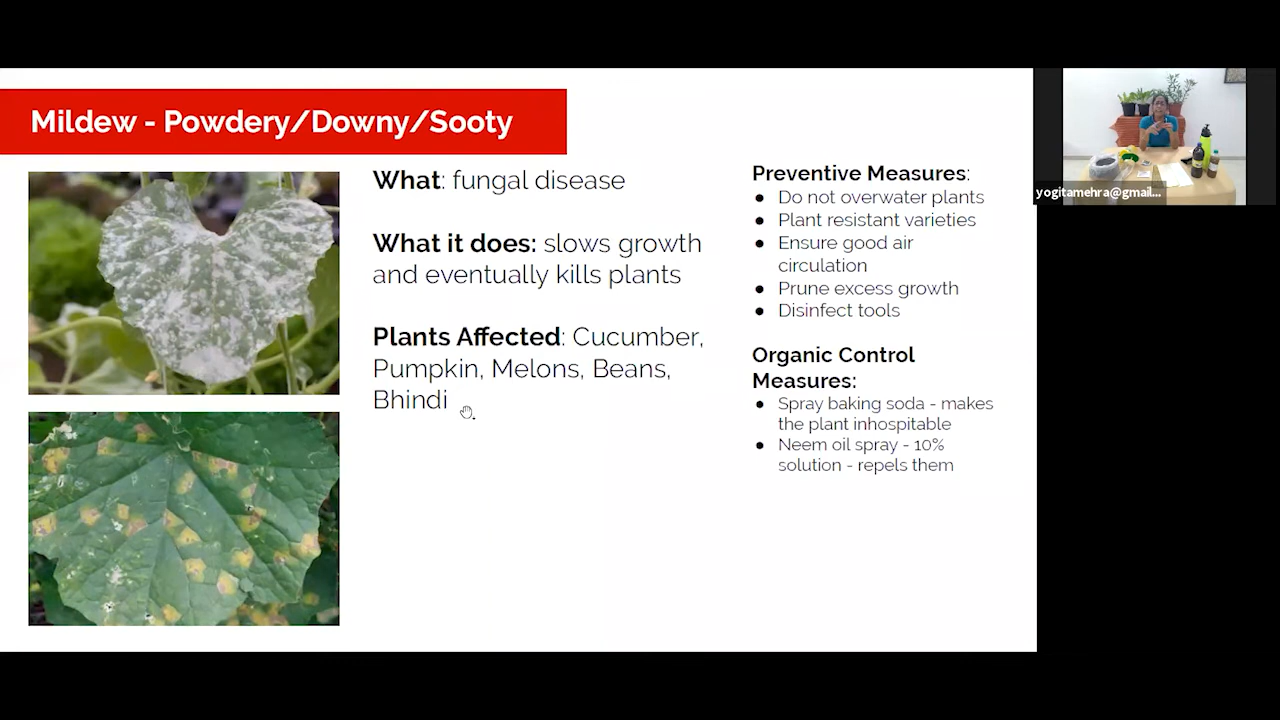 Mildew - Powdery/Downy/Sooty
What: fungal disease
What it does: slows growth
and eventually kills plants
Plants Affected: Cucumber,
Pumpkin, Melons, Beans,
Bhindi
Preventive Measures:
● Do not overwater plants
● Plant resistant varieties
● Ensure good air
circulation
● Prune excess growth
● Disinfect tools
Organic Control
Measures:
● Spray baking soda - makes
the plant inhospitable
● Neem oil spray - 10%
solution - repels them
yogitamehra@gmail...